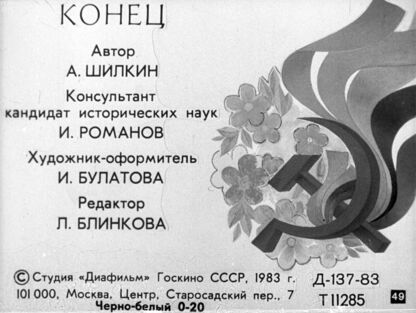 КОНЕЦ
Автор
А. ШИЛКИН
Консультант
кандидат исторических наук
И. РОМАНОВ
Художник-оформитель
И. БУЛАТОВА
Редактор
Л. БЛИНКОВА
© Студия «Диафильм» Госкино СССР, 1983 г.
101 000, Москва, Центр, Старосадский пер., 7
Черно-белый 0-20
Д-137-83
Т 11285
49